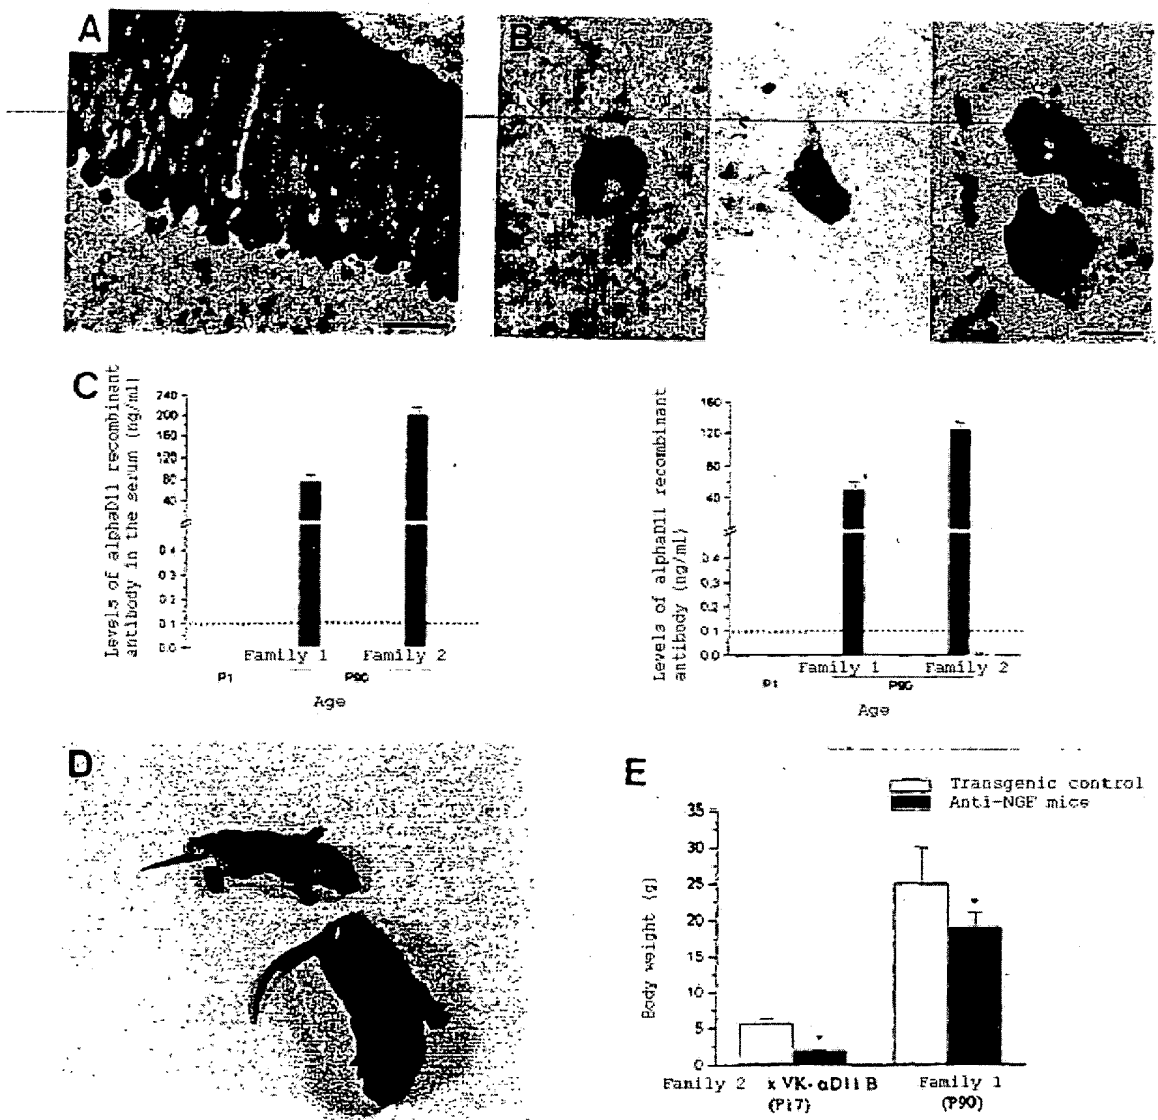 A
B
C
Levels of alphaD11 recombinant
antibody in the serum (ng/ml)
240
200
160
120
80
40
0.4
0.3
0.2
0.1
0.0
Family 1
Family 2
P1
P90
Age
Levels of alphaD11 recombinant
antibody (ng/ml)
160
120
80
40
0.4
0.3
0.2
0.1
0.0
Family 1
Family 2
P1
P90
Age
D
E
Transgenic control
Anti-NGF mice
Body weight (g)
35
30
25
20
15
10
5
0
*
*
Family 2 x VK-αD11 B
(P17)
Family 1
(P90)